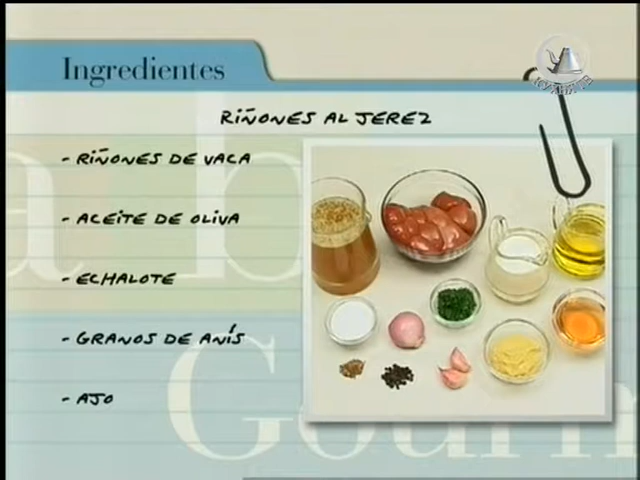 Ingredientes
RIÑONES AL JEREZ
- RIÑONES DE VACA
- ACEITE DE OLIVA
- ECHALOTE
- GRANOS DE ANÍS
- AJO